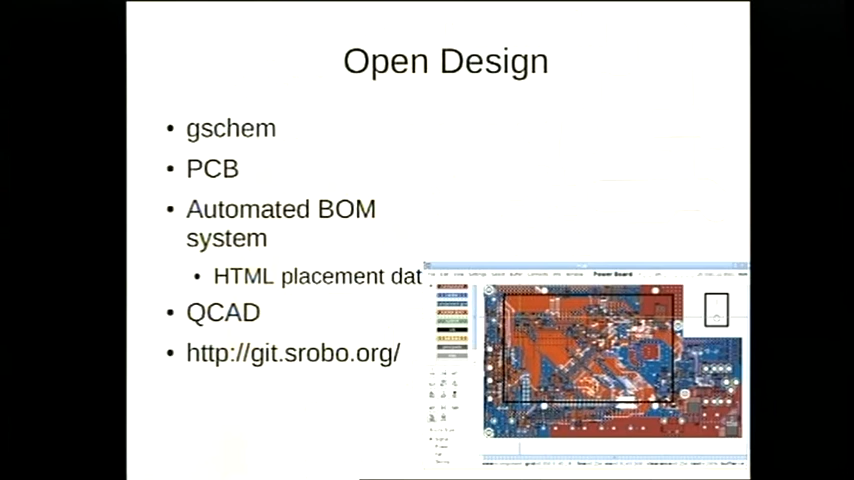 Open Design
• gschem
• PCB
• Automated BOM
system
• HTML placement dat
Power Board
• QCAD
• http://git.srobo.org/